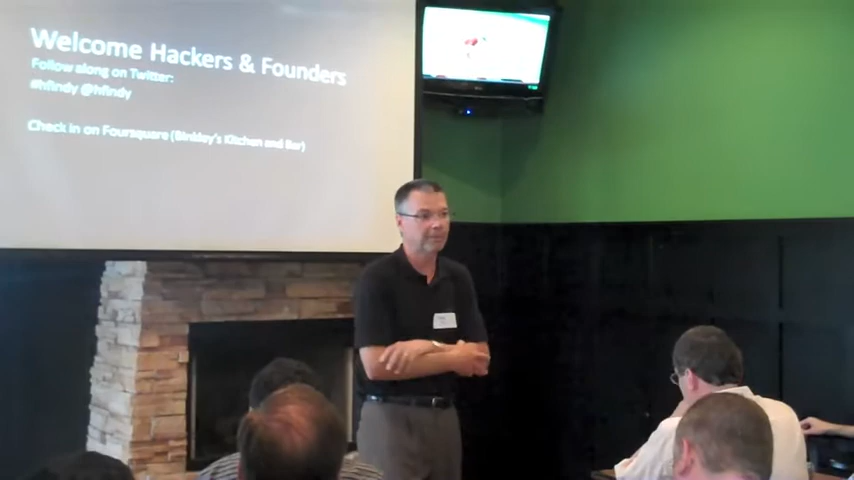 Welcome Hackers & Founders
Follow along on Twitter:
#hfindy @hfindy
Check in on Foursquare (Binkley's Kitchen and Bar)